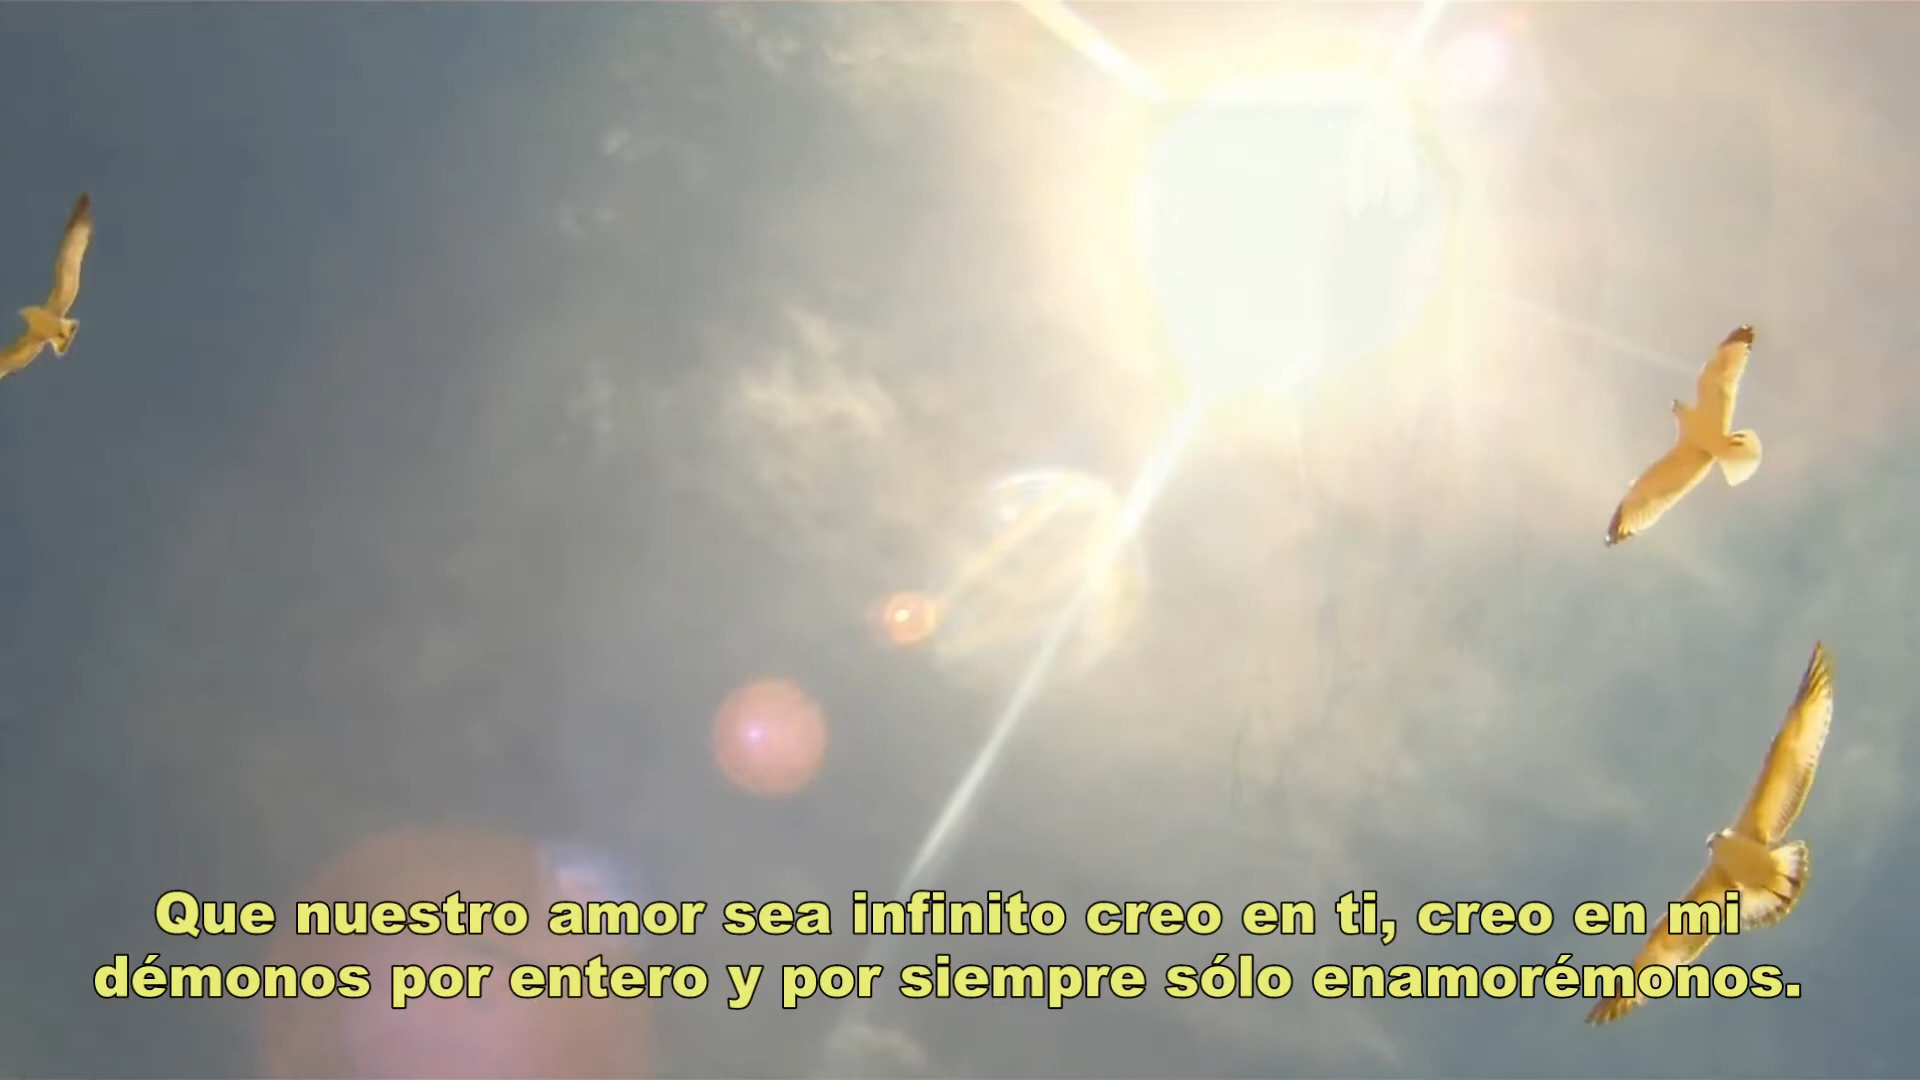 Que nuestro amor sea infinito creo en ti, creo en mi
démonos por entero y por siempre sólo enamorémonos.